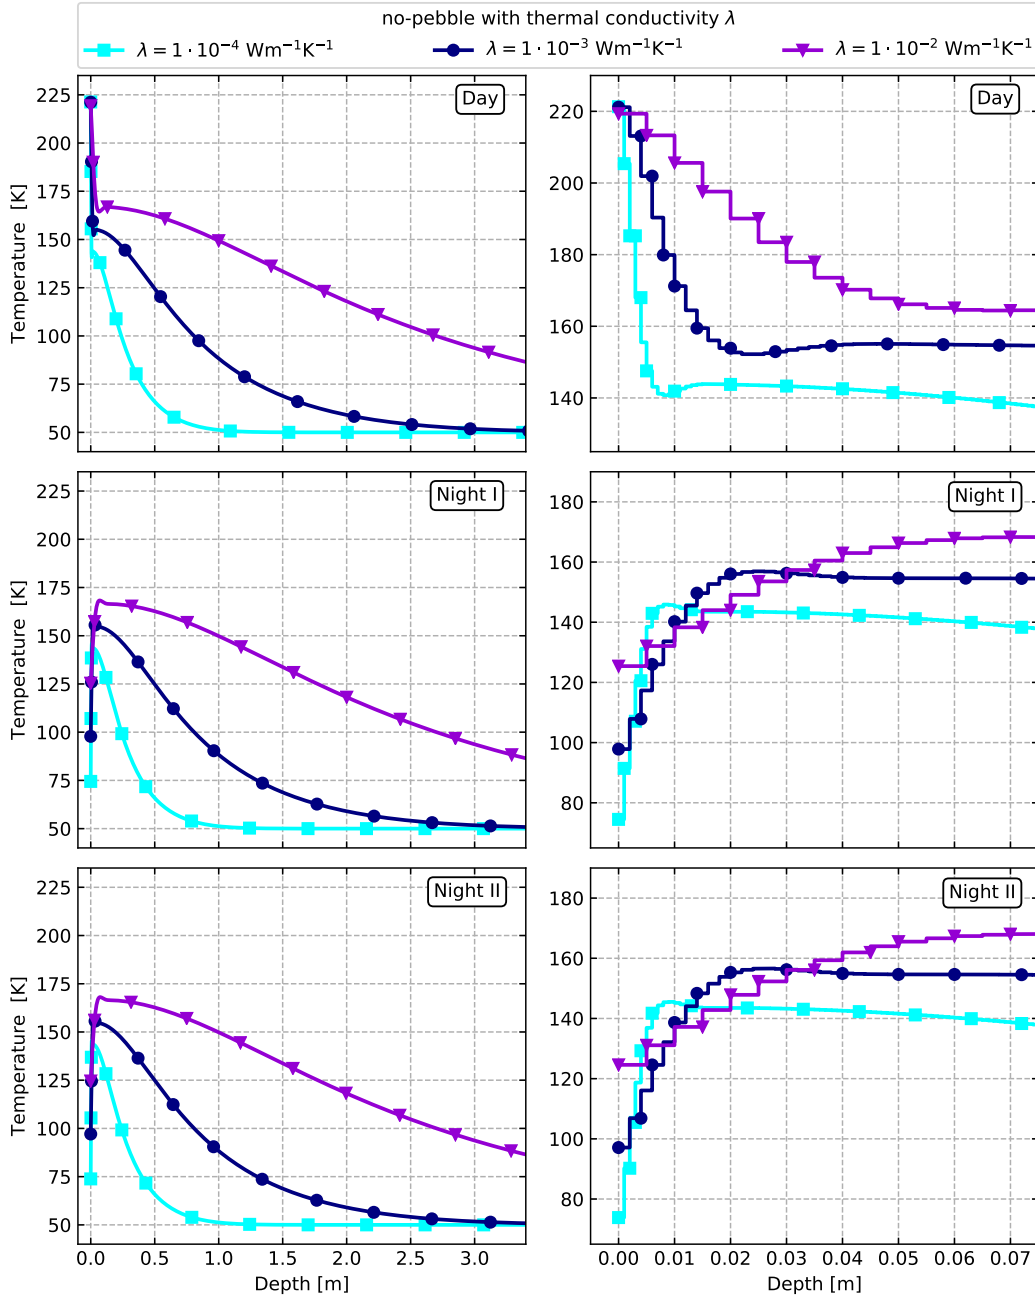 no-pebble with thermal conductivity λ
λ = 1 · 10⁻⁴ Wm⁻¹K⁻¹ λ = 1 · 10⁻³ Wm⁻¹K⁻¹ λ = 1 · 10⁻² Wm⁻¹K⁻¹
Day
225
200
175
150
125
100
75
50
Temperature [K]
Day
220
200
180
160
140
Night I
225
200
175
150
125
100
75
50
Temperature [K]
Night I
180
160
140
120
100
80
Night II
225
200
175
150
125
100
75
50
Temperature [K]
0.0 0.5 1.0 1.5 2.0 2.5 3.0
Depth [m]
Night II
180
160
140
120
100
80
0.00 0.01 0.02 0.03 0.04 0.05 0.06 0.07
Depth [m]